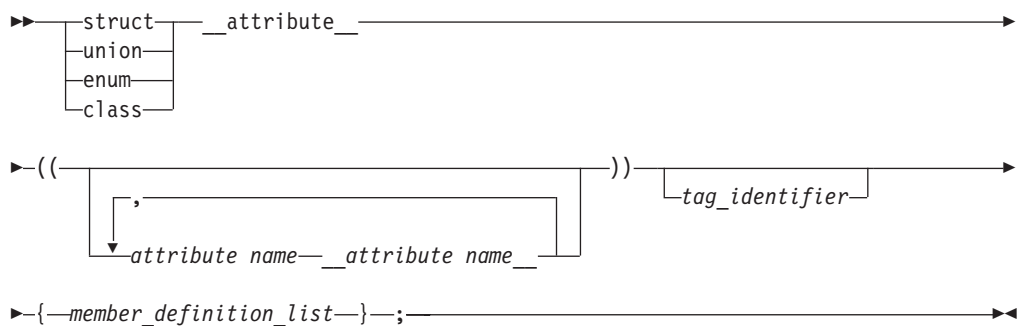 struct __attribute__
union
enum
class
(( ))
tag_identifier
,
attribute name __attribute name__
{ member_definition_list } ;